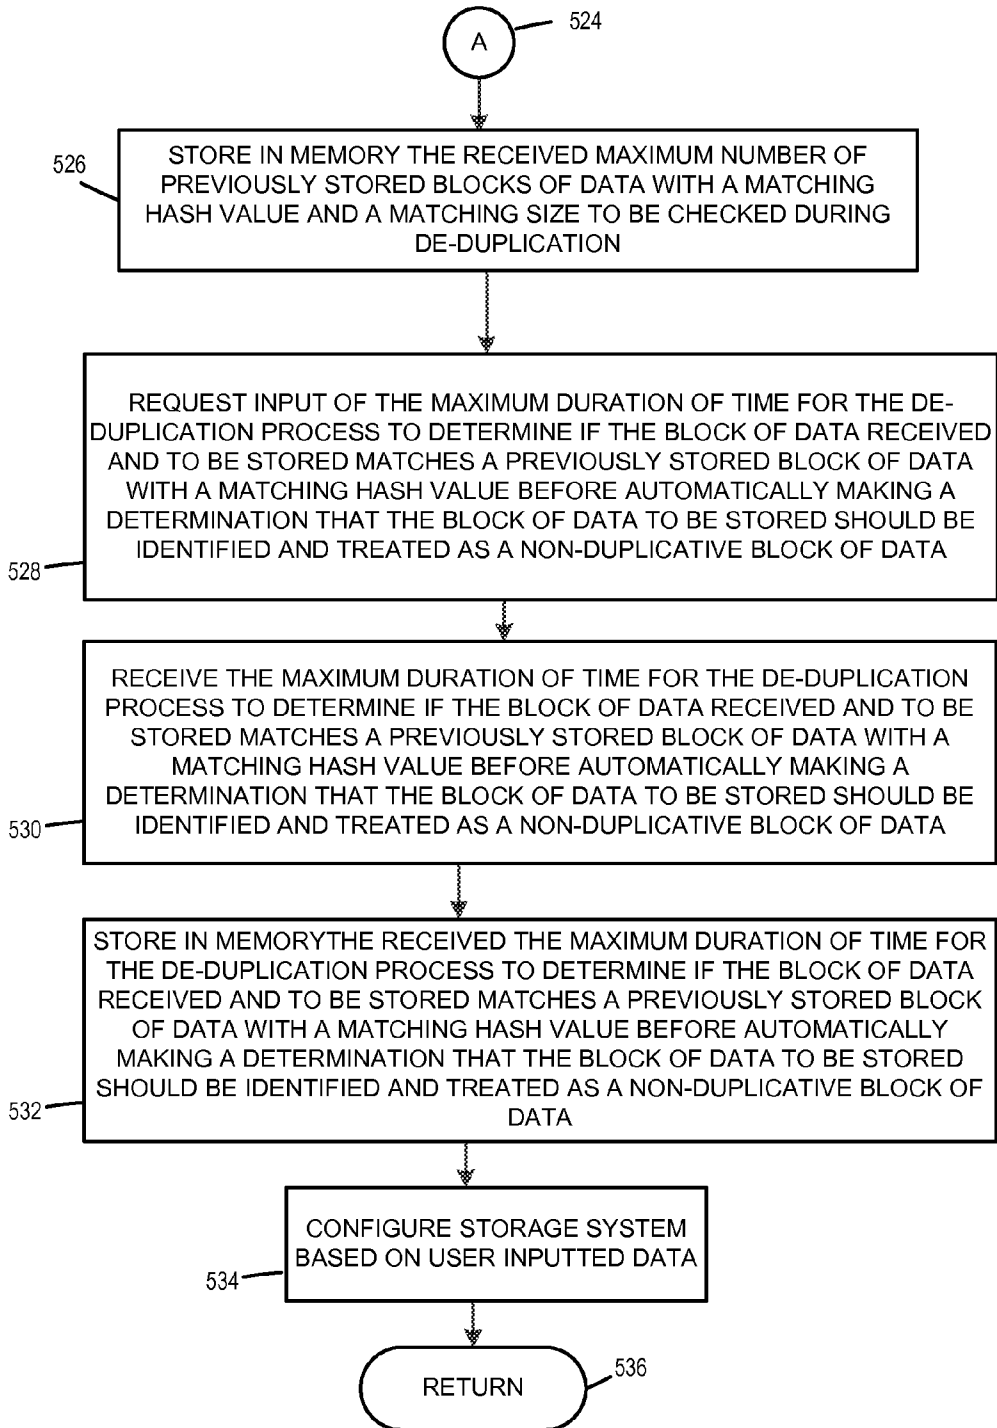 A
524
526
STORE IN MEMORY THE RECEIVED MAXIMUM NUMBER OF
PREVIOUSLY STORED BLOCKS OF DATA WITH A MATCHING
HASH VALUE AND A MATCHING SIZE TO BE CHECKED DURING
DE-DUPLICATION
REQUEST INPUT OF THE MAXIMUM DURATION OF TIME FOR THE DE-
DUPLICATION PROCESS TO DETERMINE IF THE BLOCK OF DATA RECEIVED
AND TO BE STORED MATCHES A PREVIOUSLY STORED BLOCK OF DATA
WITH A MATCHING HASH VALUE BEFORE AUTOMATICALLY MAKING A
DETERMINATION THAT THE BLOCK OF DATA TO BE STORED SHOULD BE
IDENTIFIED AND TREATED AS A NON-DUPLICATIVE BLOCK OF DATA
528
RECEIVE THE MAXIMUM DURATION OF TIME FOR THE DE-DUPLICATION
PROCESS TO DETERMINE IF THE BLOCK OF DATA RECEIVED AND TO BE
STORED MATCHES A PREVIOUSLY STORED BLOCK OF DATA WITH A
MATCHING HASH VALUE BEFORE AUTOMATICALLY MAKING A
DETERMINATION THAT THE BLOCK OF DATA TO BE STORED SHOULD BE
IDENTIFIED AND TREATED AS A NON-DUPLICATIVE BLOCK OF DATA
530
STORE IN MEMORYTHE RECEIVED THE MAXIMUM DURATION OF TIME FOR
THE DE-DUPLICATION PROCESS TO DETERMINE IF THE BLOCK OF DATA
RECEIVED AND TO BE STORED MATCHES A PREVIOUSLY STORED BLOCK
OF DATA WITH A MATCHING HASH VALUE BEFORE AUTOMATICALLY
MAKING A DETERMINATION THAT THE BLOCK OF DATA TO BE STORED
SHOULD BE IDENTIFIED AND TREATED AS A NON-DUPLICATIVE BLOCK OF
DATA
532
CONFIGURE STORAGE SYSTEM
BASED ON USER INPUTTED DATA
534
RETURN
536